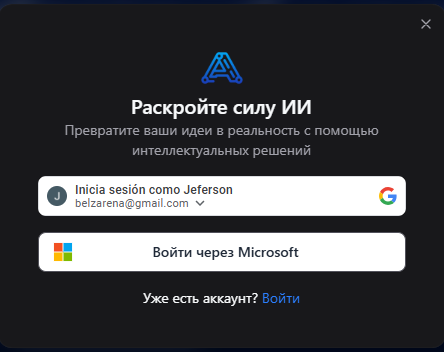 Раскройте силу ИИ
Превратите ваши идеи в реальность с помощью
интеллектуальных решений
J
Inicia sesión como Jeferson
belzarena@gmail.com
Войти через Microsoft
Уже есть аккаунт? Войти